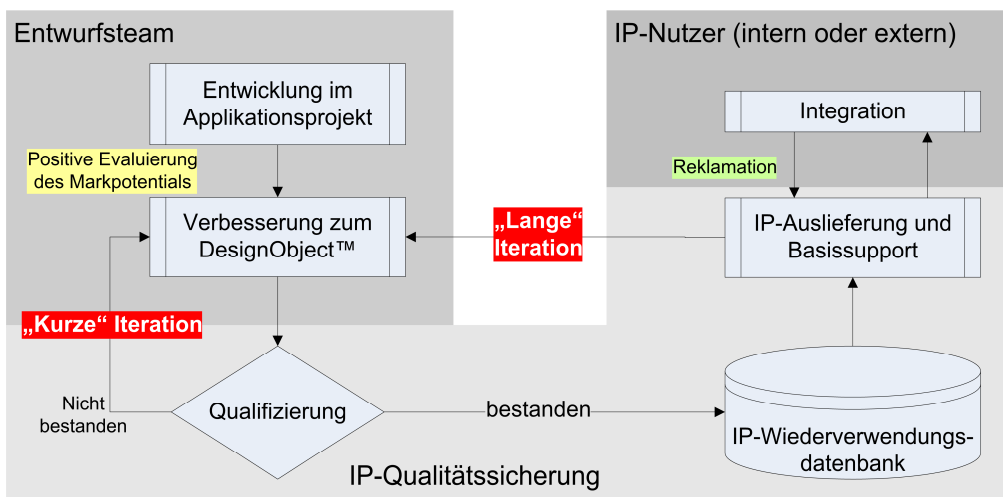 Entwurfsteam
IP-Nutzer (intern oder extern)
Entwicklung im
Applikationsprojekt
Integration
Positive Evaluierung
des Markpotentials
Reklamation
Verbesserung zum
DesignObject™
„Lange“
Iteration
IP-Auslieferung und
Basissupport
„Kurze“ Iteration
Qualifizierung
Nicht
bestanden
bestanden
IP-Wiederverwendungs-
datenbank
IP-Qualitätssicherung